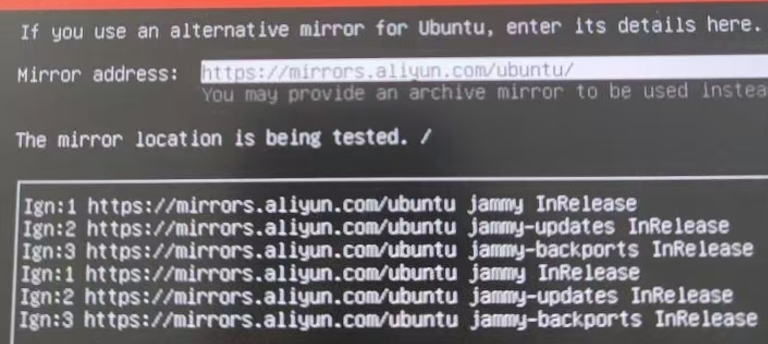 If you use an alternative mirror for Ubuntu, enter its details here.
Mirror address: https://mirrors.aliyun.com/ubuntu/
You may provide an archive mirror to be used instea
The mirror location is being tested. /
Ign:1 https://mirrors.aliyun.com/ubuntu jammy InRelease
Ign:2 https://mirrors.aliyun.com/ubuntu jammy-updates InRelease
Ign:3 https://mirrors.aliyun.com/ubuntu jammy-backports InRelease
Ign:1 https://mirrors.aliyun.com/ubuntu jammy InRelease
Ign:2 https://mirrors.aliyun.com/ubuntu jammy-updates InRelease
Ign:3 https://mirrors.aliyun.com/ubuntu jammy-backports InRelease